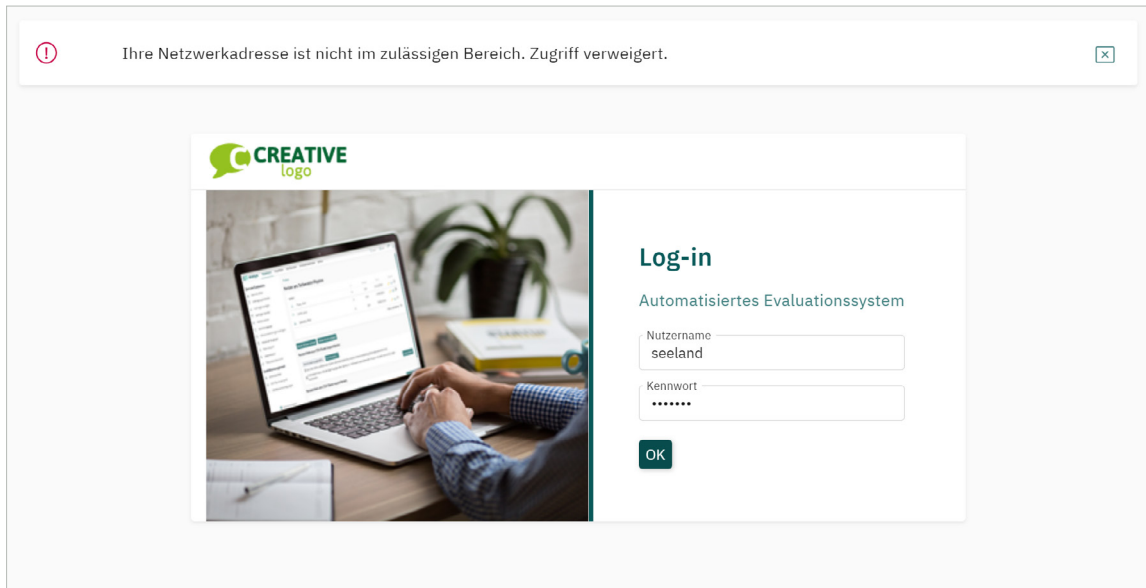 Ihre Netzwerkadresse ist nicht im zulässigen Bereich. Zugriff verweigert.
CREATIVE
logo
Log-in
Automatisiertes Evaluationssystem
Nutzername
seeland
Kennwort
•••••••
OK